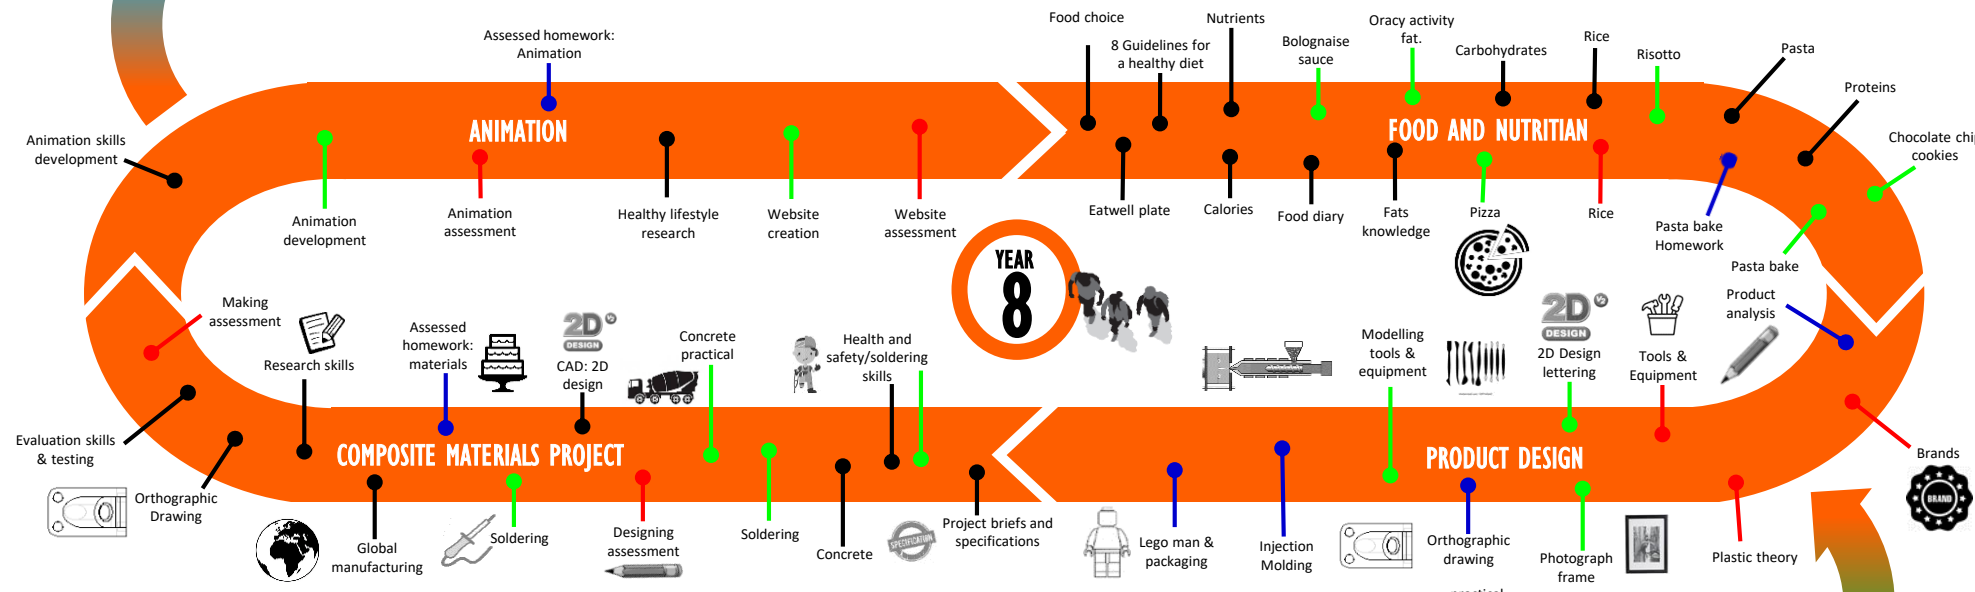 Assessed homework:
Animation
Animation skills
development
ANIMATION
Animation
development
Animation
assessment
Healthy lifestyle
research
Website
creation
Website
assessment
Food choice
8 Guidelines for
a healthy diet
Nutrients
Bolognaise
sauce
Oracy activity
fat.
Carbohydrates
Rice
Risotto
Pasta
Proteins
Chocolate chi
cookies
FOOD AND NUTRITIAN
Eatwell plate
Calories
Food diary
Fats
knowledge
Pizza
Rice
Pasta bake
Homework
Pasta bake
YEAR
8
Product
analysis
Brands
BRAND
Tools &
Equipment
2D
V2
DESIGN
2D Design
lettering
Modelling
tools &
equipment
PRODUCT DESIGN
Plastic theory
Photograph
frame
Orthographic
drawing
Injection
Molding
Lego man &
packaging
Health and
safety/soldering
skills
Concrete
practical
2D
V2
DESIGN
CAD: 2D
design
Assessed
homework:
materials
Research skills
Making
assessment
COMPOSITE MATERIALS PROJECT
Project briefs and
specifications
SPECIFICATION
Concrete
Soldering
Designing
assessment
Soldering
Global
manufacturing
Orthographic
Drawing
Evaluation skills
& testing